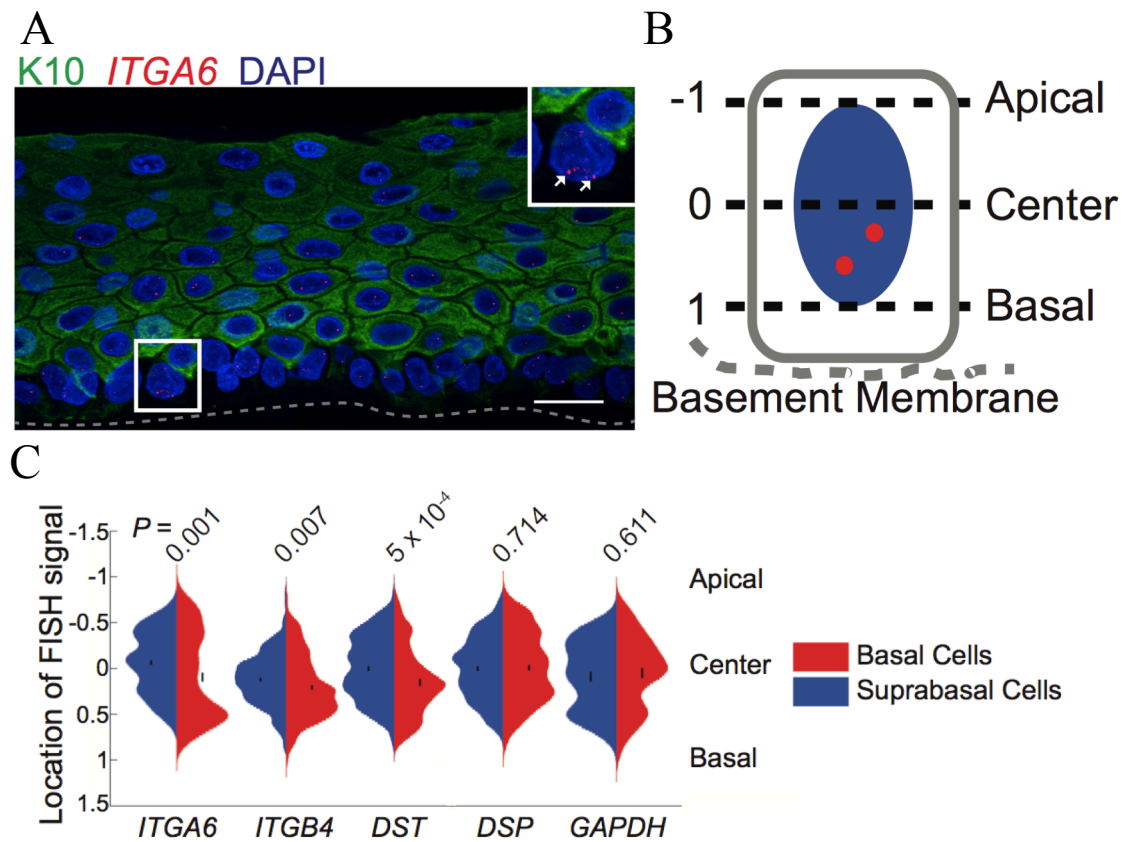 A
K10 ITGA6 DAPI
B
-1 Apical
0 Center
1 Basal
Basement Membrane
C
Location of FISH signal
-1.5
-1
-0.5
0
0.5
1
1.5
P =
0.001
0.007
5 x 10-4
0.714
0.611
Apical
Center
Basal
Basal Cells
Suprabasal Cells
ITGA6 ITGB4 DST DSP GAPDH